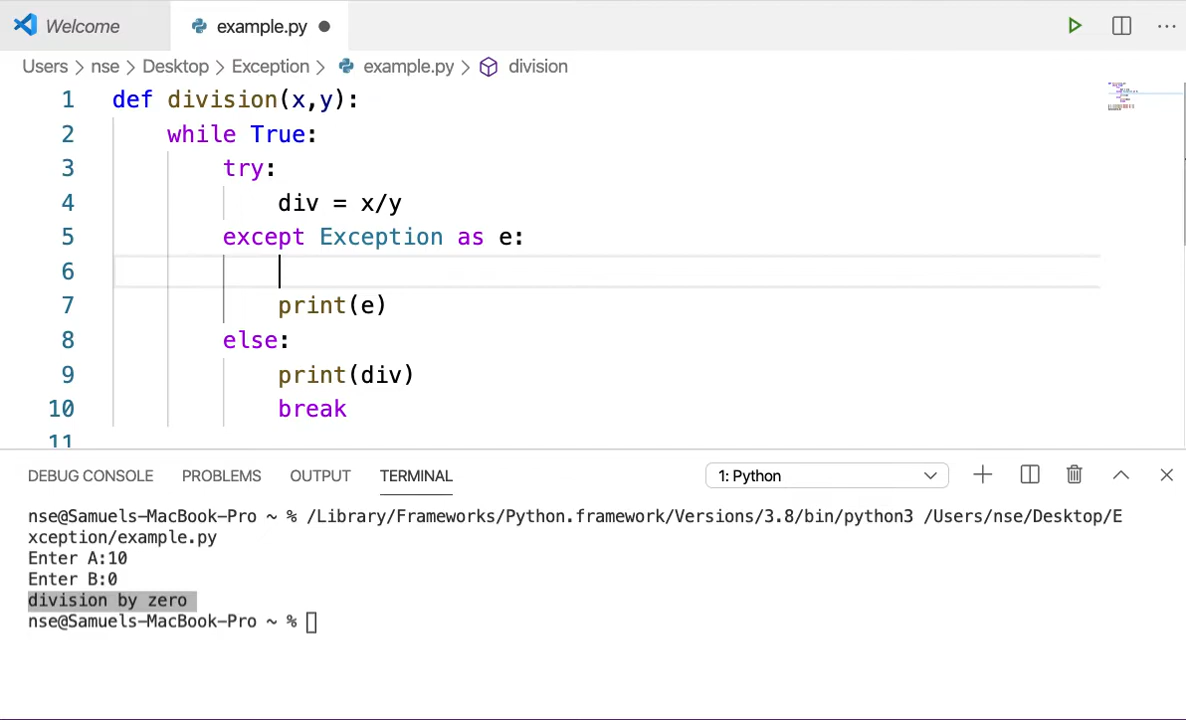 Welcome
example.py
Users > nse > Desktop > Exception > example.py > division
1 def division(x,y):
2 while True:
3 try:
4 div = x/y
5 except Exception as e:
6
7 print(e)
8 else:
9 print(div)
10 break
11
DEBUG CONSOLE PROBLEMS OUTPUT TERMINAL 1: Python
nse@Samuels-MacBook-Pro ~ % /Library/Frameworks/Python.framework/Versions/3.8/bin/python3 /Users/nse/Desktop/E
xception/example.py
Enter A:10
Enter B:0
division by zero
nse@Samuels-MacBook-Pro ~ %